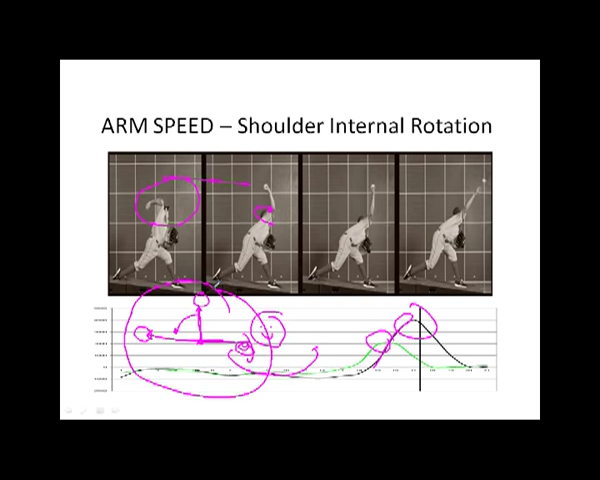 ARM SPEED – Shoulder Internal Rotation